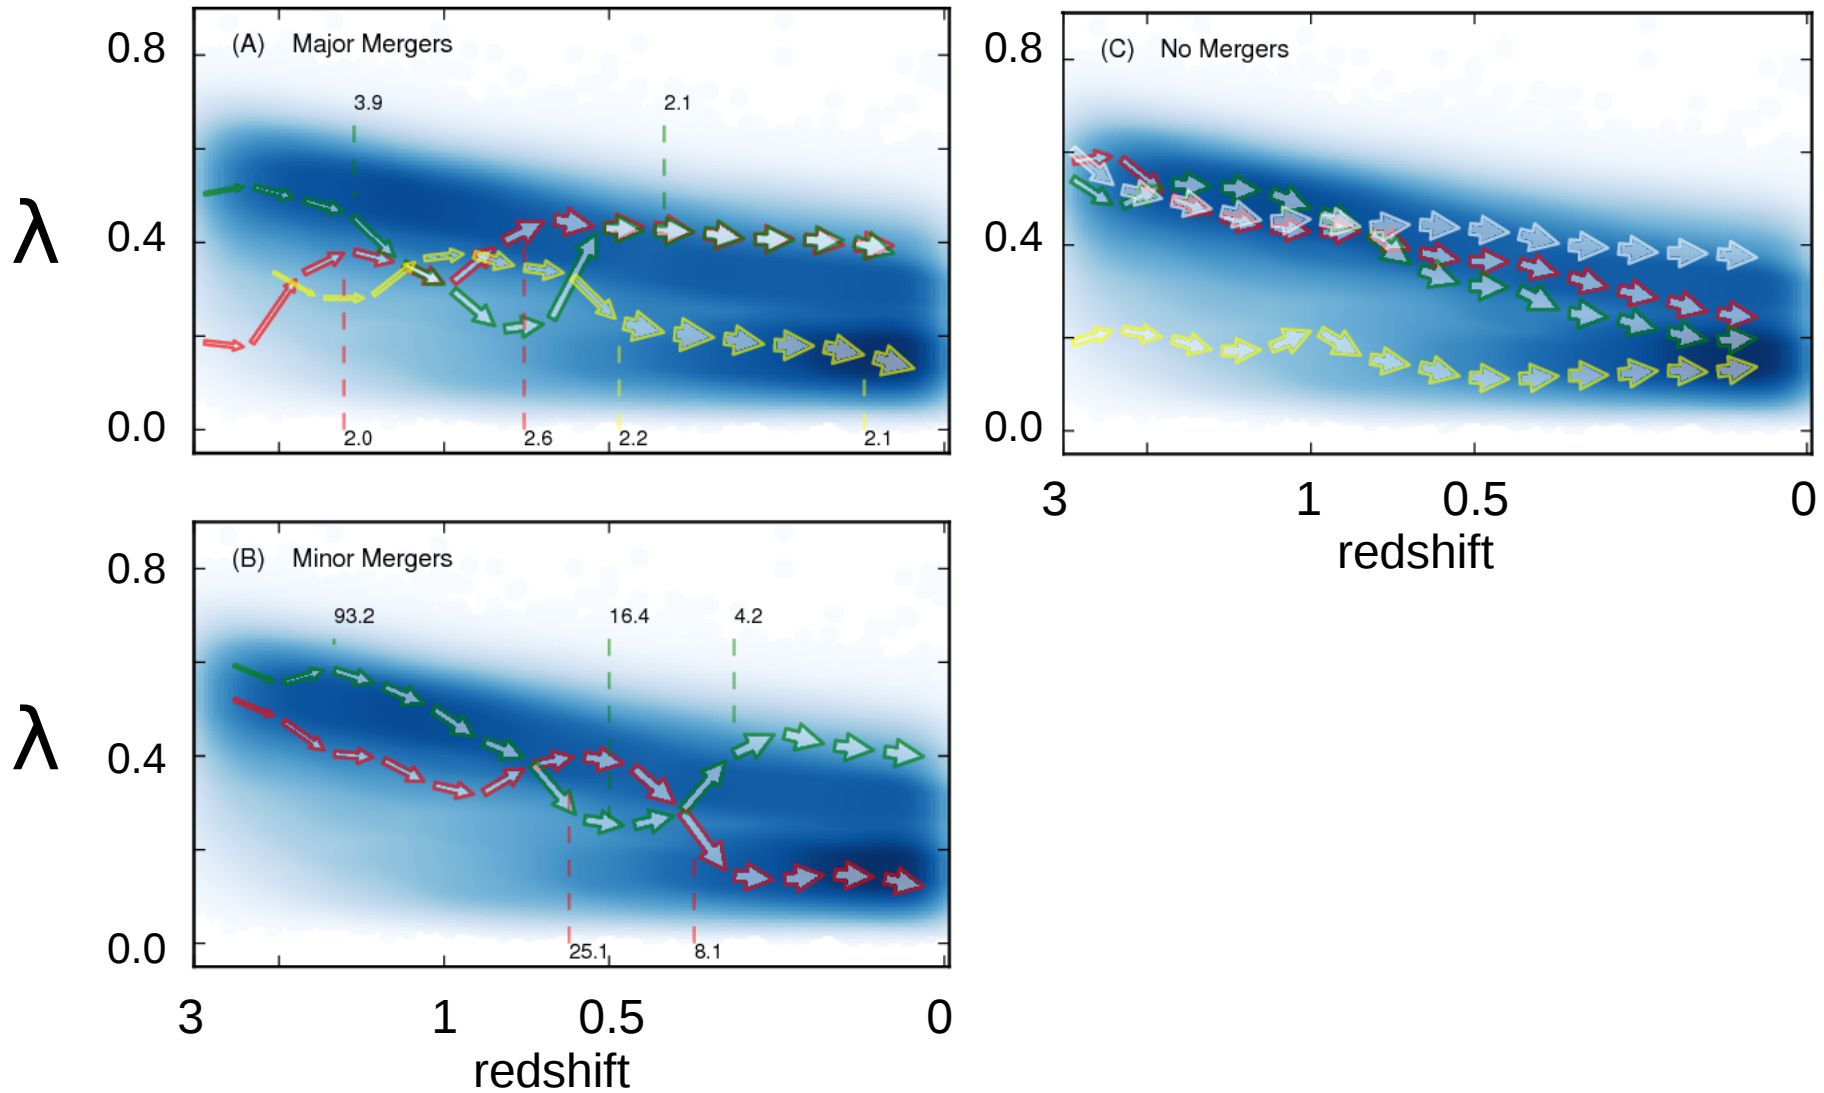 (A) Major Mergers
0.8
0.4
0.0
λ
3.9
2.1
2.0
2.6
2.2
2.1
(C) No Mergers
0.8
0.4
0.0
3 1 0.5 0
redshift
(B) Minor Mergers
0.8
0.4
0.0
λ
93.2
16.4
4.2
25.1
8.1
3 1 0.5 0
redshift